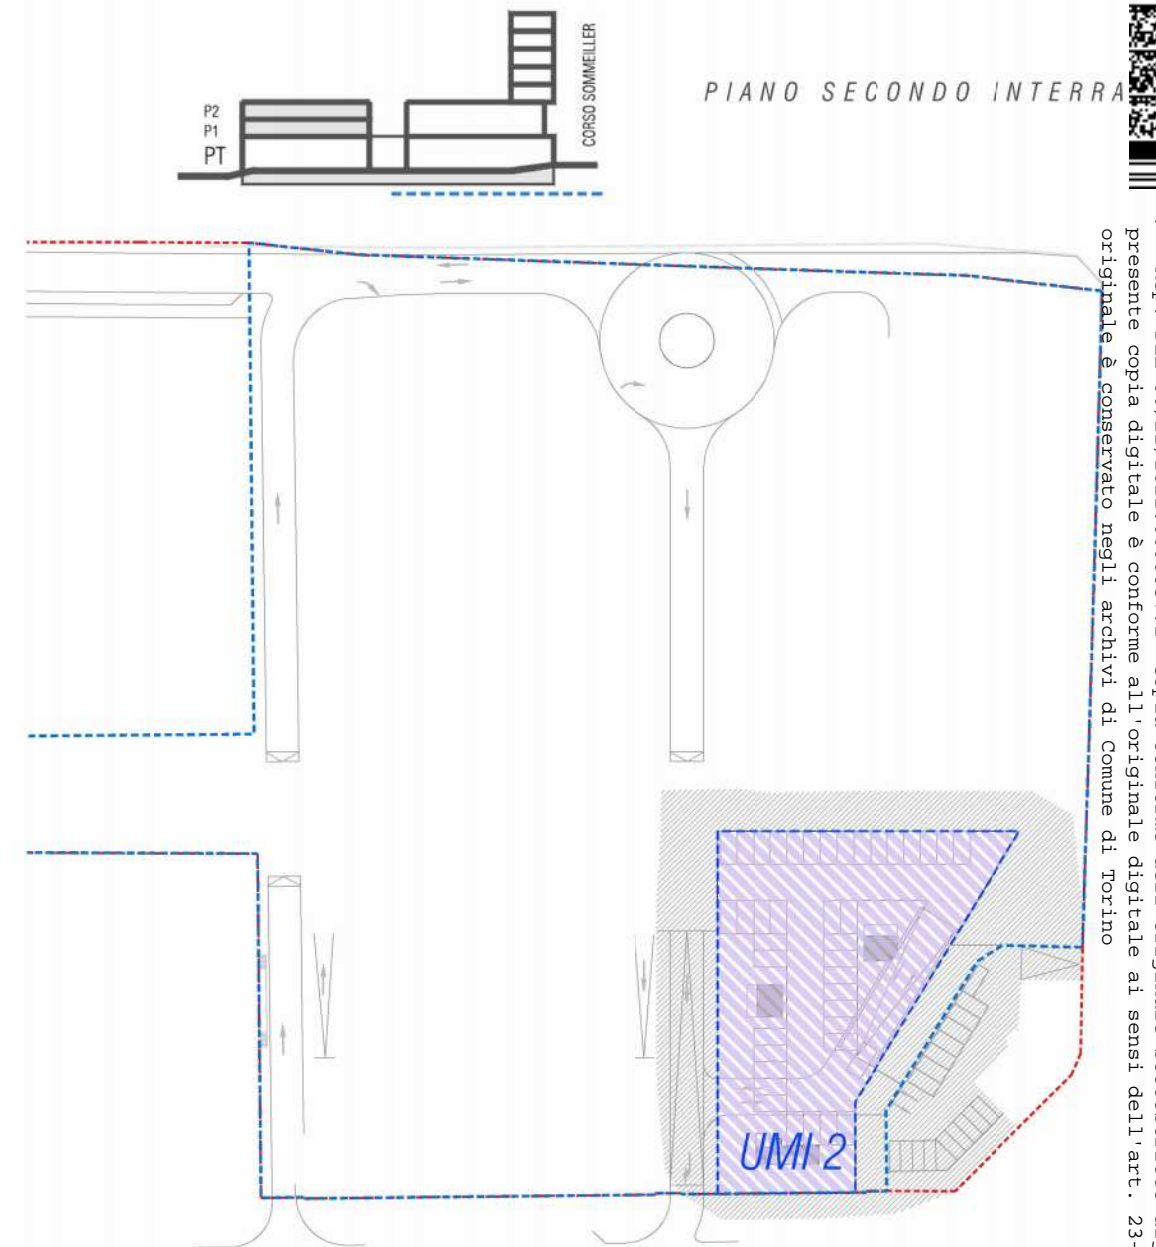 PIANO SECONDO INTERRA
P2
P1
PT
CORSO SOMMEILLER
UMI 2
presente copia digitale è conforme all'originale digitale ai sensi dell'art. 23-
originale è conservato negli archivi di Comune di Torino